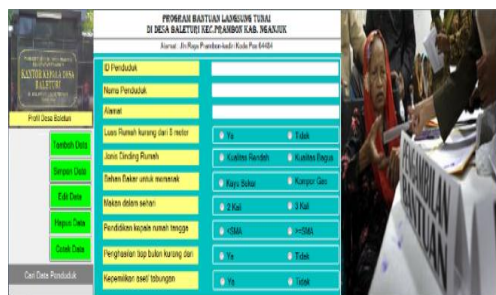 PROGRAM BANTUAN LANGSUNG TUNAI
DI DESA BALETURI KEC.PRAMBON KAB. NGANJUK
Alamat : Jln.Raya Prambon-kediri Kode Pos 64484
KANTOR KEPALA DESA
BALETURI
Profil Desa Baleturi
Tambah Data
Simpan Data
Edit Data
Hapus Data
Cetak Data
Cari Data Penduduk
ID Penduduk
Nama Penduduk
Alamat
Luas Rumah kurang dari 8 meter
Ya Tidak
Jenis Dinding Rumah
Kualitas Rendah Kualitas Bagus
Bahan Bakar untuk memasak
Kayu Bakar Kompor Gas
Makan dalam sehari
2 Kali 3 Kali
Pendidikan kepala rumah tangga
<SMA >=SMA
Penghasilan tiap bulan kurang dari
Ya Tidak
Kepemilikan aset/ tabungan
Ya Tidak
PENGAMBILAN
BANTUAN